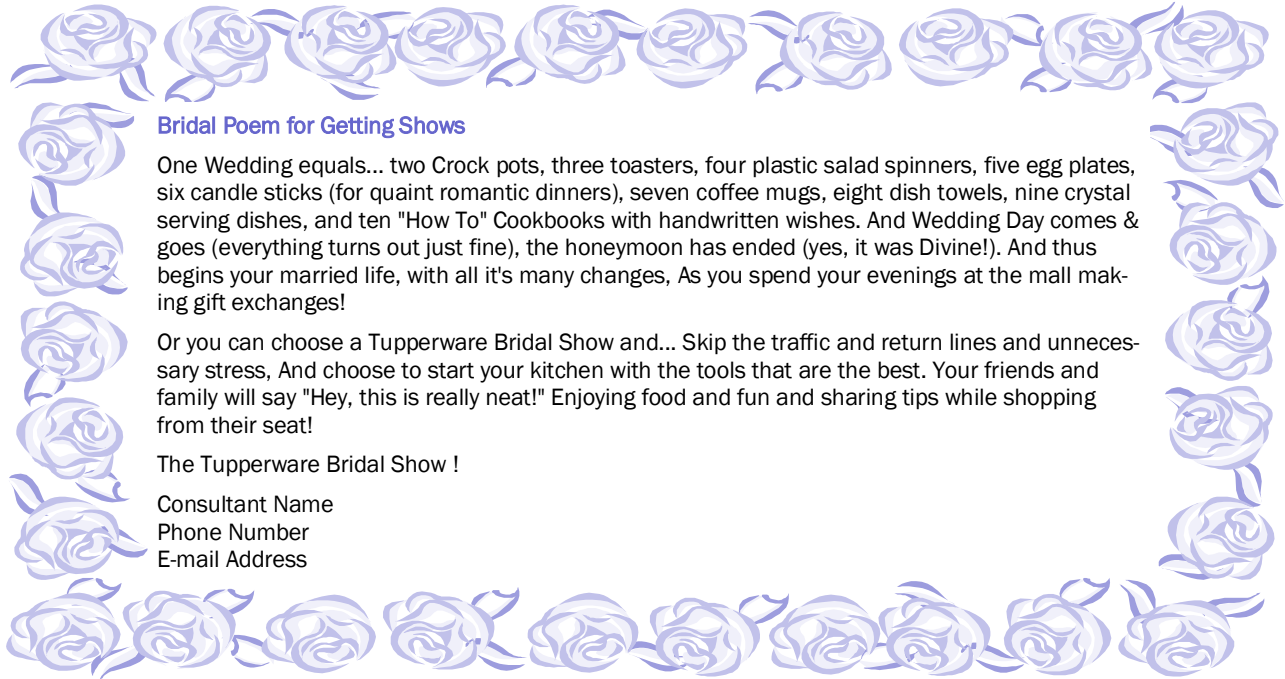 Bridal Poem for Getting Shows
One Wedding equals... two Crock pots, three toasters, four plastic salad spinners, five egg plates,
six candle sticks (for quaint romantic dinners), seven coffee mugs, eight dish towels, nine crystal
serving dishes, and ten "How To" Cookbooks with handwritten wishes. And Wedding Day comes &
goes (everything turns out just fine), the honeymoon has ended (yes, it was Divine!). And thus
begins your married life, with all it's many changes, As you spend your evenings at the mall mak-
ing gift exchanges!
Or you can choose a Tupperware Bridal Show and... Skip the traffic and return lines and unneces-
sary stress, And choose to start your kitchen with the tools that are the best. Your friends and
family will say "Hey, this is really neat!" Enjoying food and fun and sharing tips while shopping
from their seat!
The Tupperware Bridal Show !
Consultant Name
Phone Number
E-mail Address